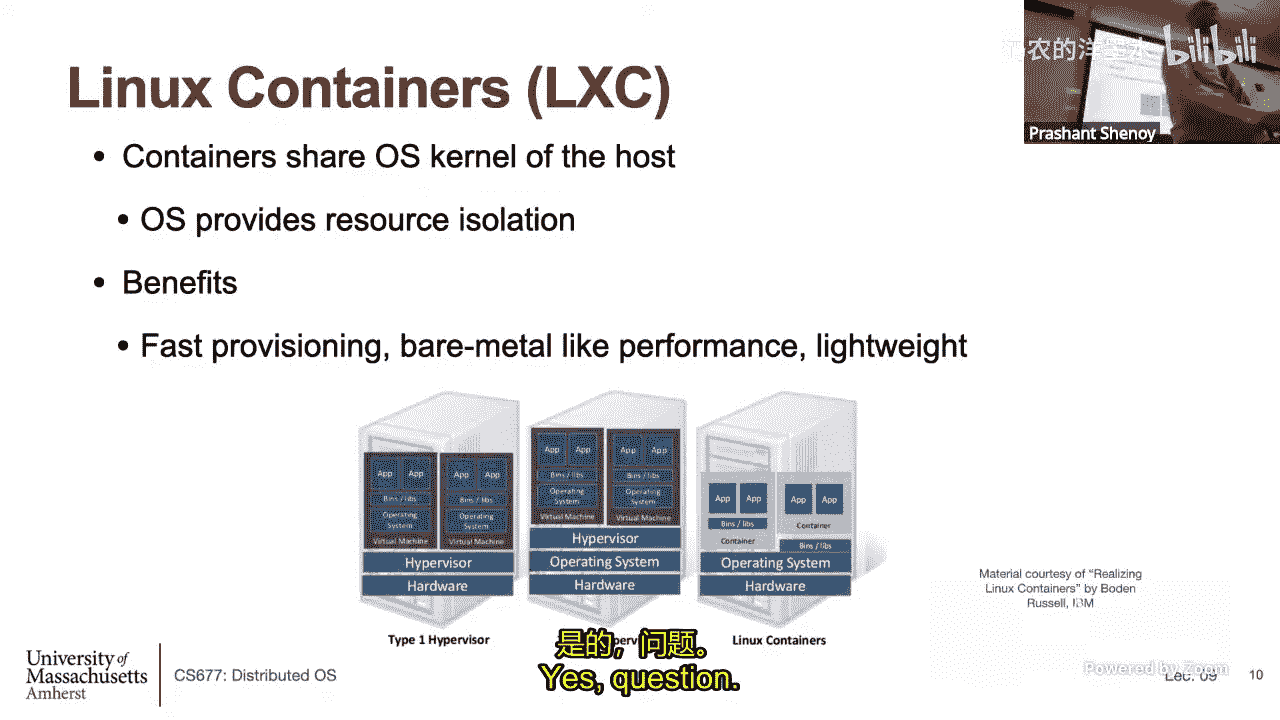 Linux Containers (LXC)
• Containers share OS kernel of the host
• OS provides resource isolation
• Benefits
• Fast provisioning, bare-metal like performance, lightweight
农的洋
bilibili
Prashant Shenoy
App App App App
Bins / libs Bins / libs
Operating System Operating System
Virtual Machine Virtual Machine
Hypervisor
Hardware
Type 1 Hypervisor
App App App App
Bins / libs Bins / libs
Operating System Operating System
Virtual Machine Virtual Machine
Hypervisor
Operating System
Hardware
App App App App
Bins / libs Container
Container Bins / libs
Operating System
Hardware
Linux Containers
Material courtesy of “Realizing
Linux Containers” by Boden
Russell, IBM
是的，问题。
Yes, question.
University of
Massachusetts
Amherst
CS677: Distributed OS
Powered by Zoom
Lec. 09
10